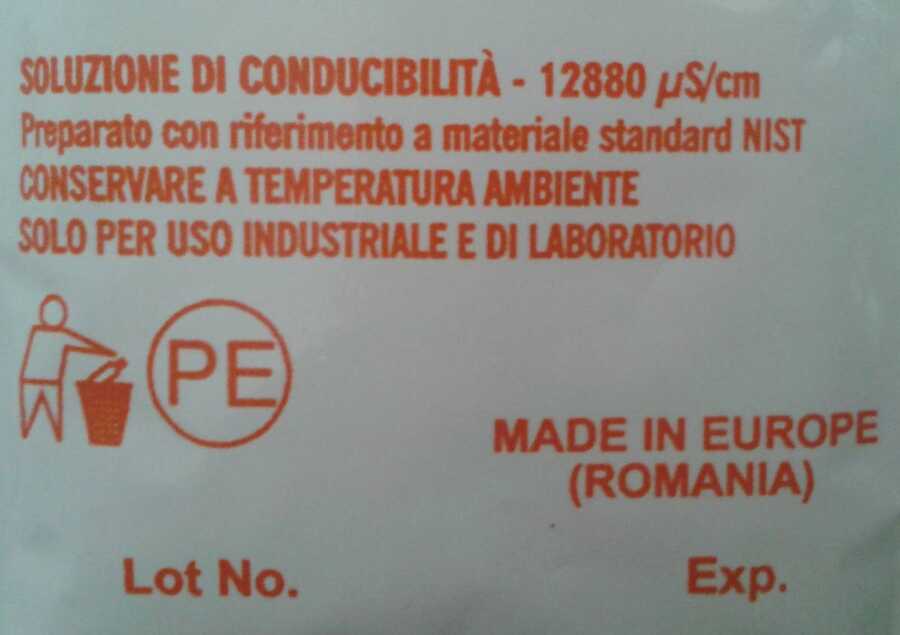 SOLUZIONE DI CONDUCIBILITÀ - 12880 µS/cm
Preparato con riferimento a materiale standard NIST
CONSERVARE A TEMPERATURA AMBIENTE
SOLO PER USO INDUSTRIALE E DI LABORATORIO
PE
MADE IN EUROPE
(ROMANIA)
Lot No.
Exp.